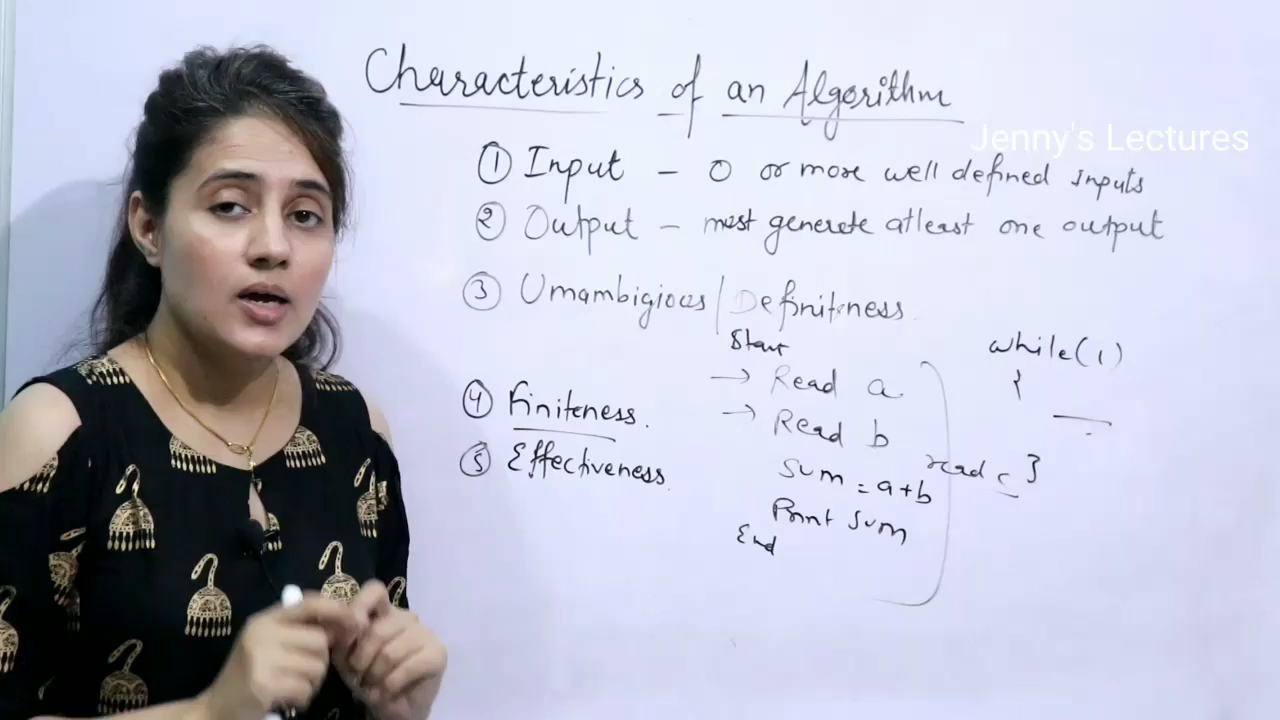 Characteristics of an Algorithm
Jenny's Lectures
① Input - 0 or more well defined inputs
② Output - must generate atleast one output
③ Umambigious / Definiteness
Start
while(1)
{
→ Read a
④ Finiteness.
→ Read b
read c }
⑤ Effectiveness.
Sum = a+b
Print Sum
End